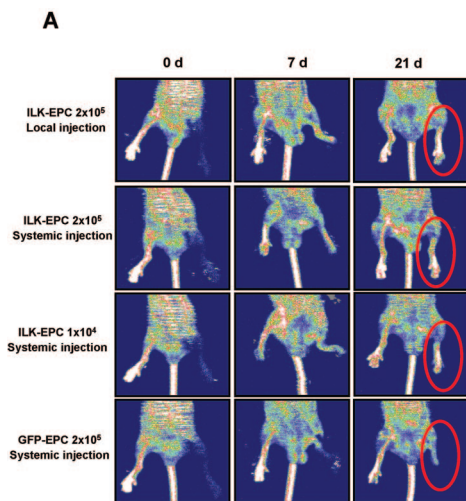 A
0 d 7 d 21 d
ILK-EPC 2x10⁵
Local injection
ILK-EPC 2x10⁵
Systemic injection
ILK-EPC 1x10⁴
Systemic injection
GFP-EPC 2x10⁵
Systemic injection